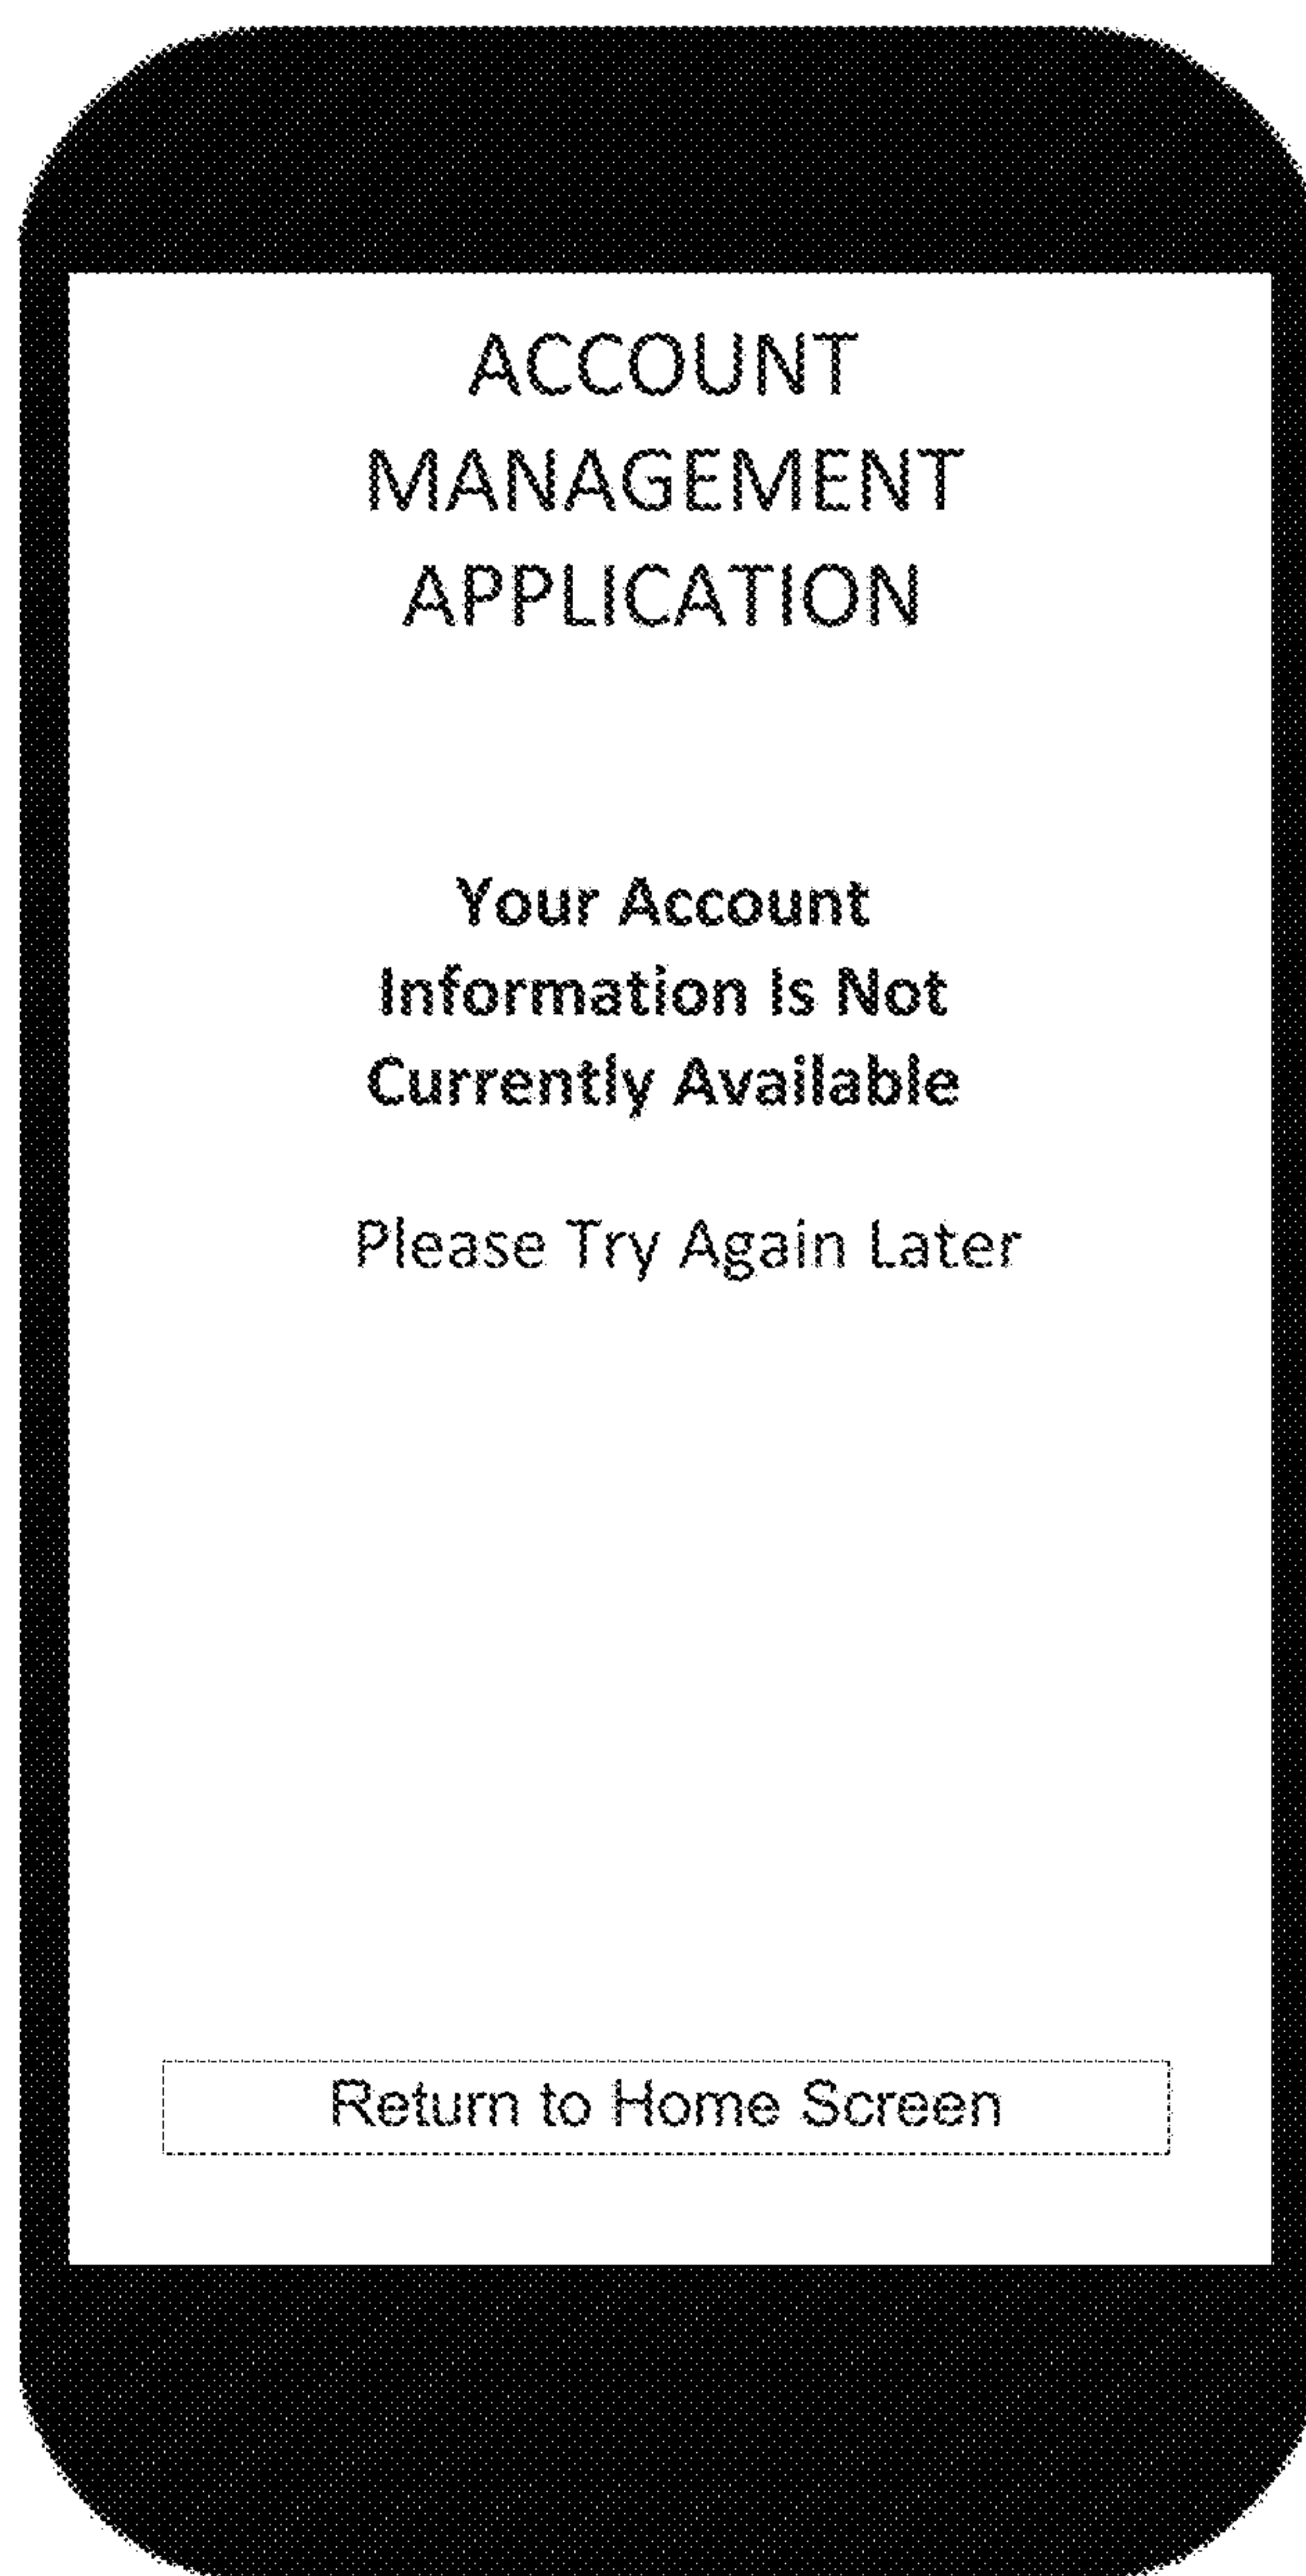 ACCOUNT
MANAGEMENT
APPLICATION
Your Account
Information Is Not
Currently Available
Please Try Again Later
Return to Home Screen